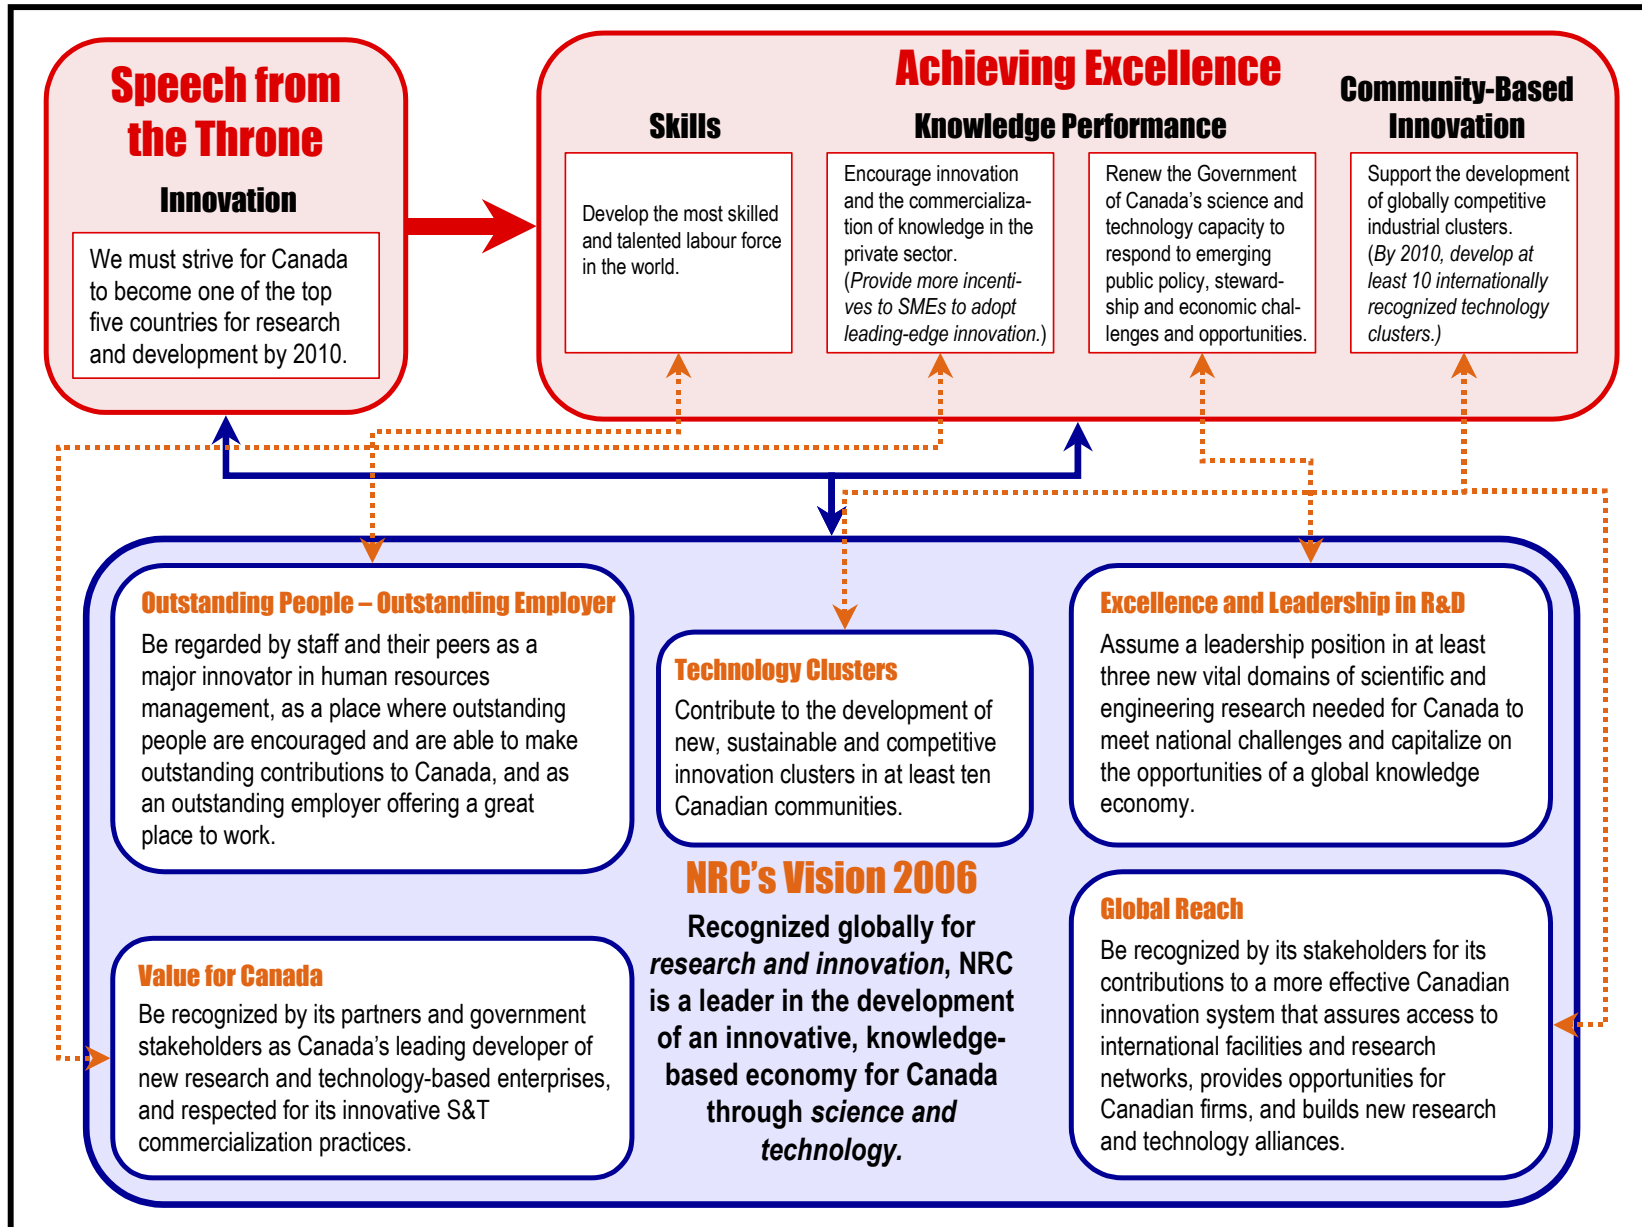 Speech from
the Throne
Innovation
We must strive for Canada
to become one of the top
five countries for research
and development by 2010.
Achieving Excellence
Skills
Develop the most skilled
and talented labour force
in the world.
Knowledge Performance
Encourage innovation
and the commercializa-
tion of knowledge in the
private sector.
(Provide more incenti-
ves to SMEs to adopt
leading-edge innovation.)
Renew the Government
of Canada's science and
technology capacity to
respond to emerging
public policy, steward-
ship and economic chal-
lenges and opportunities.
Community-Based
Innovation
Support the development
of globally competitive
industrial clusters.
(By 2010, develop at
least 10 internationally
recognized technology
clusters.)
Outstanding People – Outstanding Employer
Be regarded by staff and their peers as a
major innovator in human resources
management, as a place where outstanding
people are encouraged and are able to make
outstanding contributions to Canada, and as
an outstanding employer offering a great
place to work.
Technology Clusters
Contribute to the development of
new, sustainable and competitive
innovation clusters in at least ten
Canadian communities.
Excellence and Leadership in R&D
Assume a leadership position in at least
three new vital domains of scientific and
engineering research needed for Canada to
meet national challenges and capitalize on
the opportunities of a global knowledge
economy.
Value for Canada
Be recognized by its partners and government
stakeholders as Canada's leading developer of
new research and technology-based enterprises,
and respected for its innovative S&T
commercialization practices.
NRC's Vision 2006
Recognized globally for
research and innovation, NRC
is a leader in the development
of an innovative, knowledge-
based economy for Canada
through science and
technology.
Global Reach
Be recognized by its stakeholders for its
contributions to a more effective Canadian
innovation system that assures access to
international facilities and research
networks, provides opportunities for
Canadian firms, and builds new research
and technology alliances.